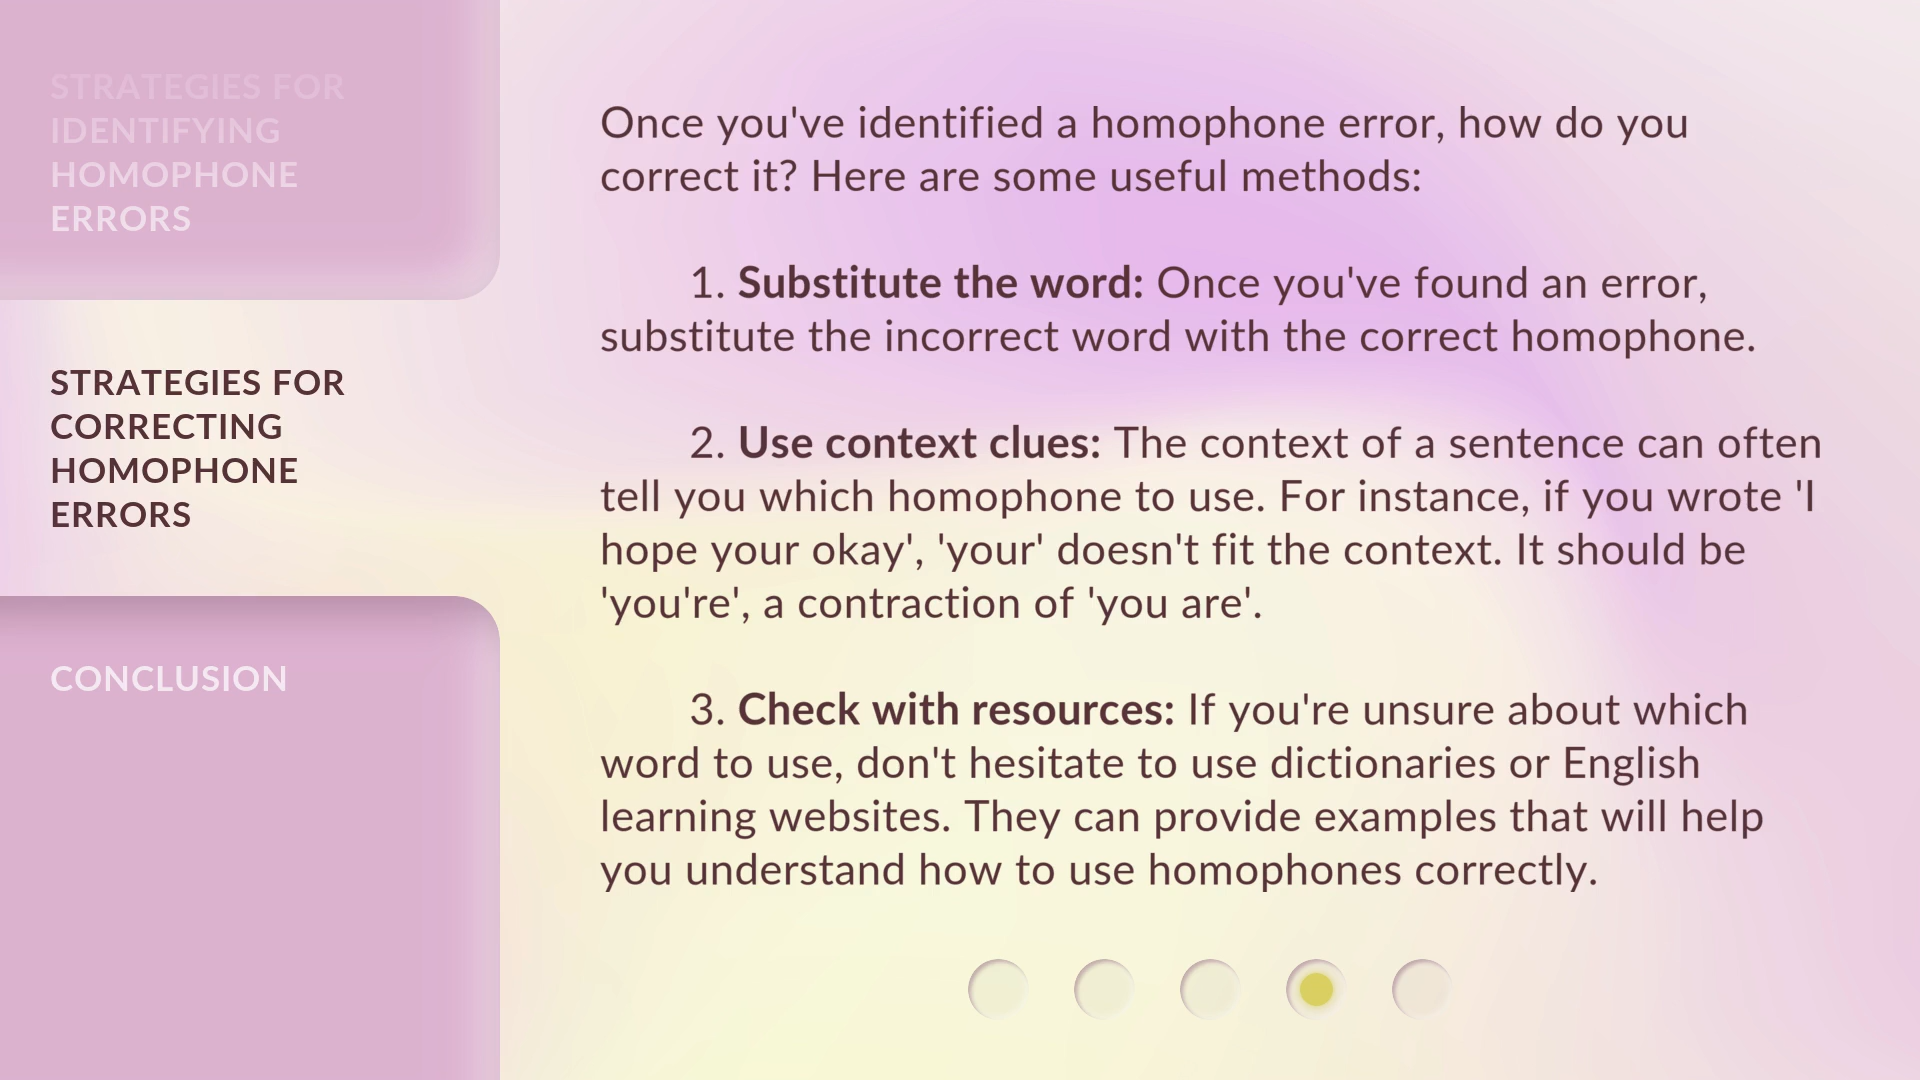 STRATEGIES FOR
IDENTIFYING
HOMOPHONE
ERRORS
STRATEGIES FOR
CORRECTING
HOMOPHONE
ERRORS
CONCLUSION
Once you've identified a homophone error, how do you
correct it? Here are some useful methods:
1. Substitute the word: Once you've found an error,
substitute the incorrect word with the correct homophone.
2. Use context clues: The context of a sentence can often
tell you which homophone to use. For instance, if you wrote 'I
hope your okay', 'your' doesn't fit the context. It should be
'you're', a contraction of 'you are'.
3. Check with resources: If you're unsure about which
word to use, don't hesitate to use dictionaries or English
learning websites. They can provide examples that will help
you understand how to use homophones correctly.